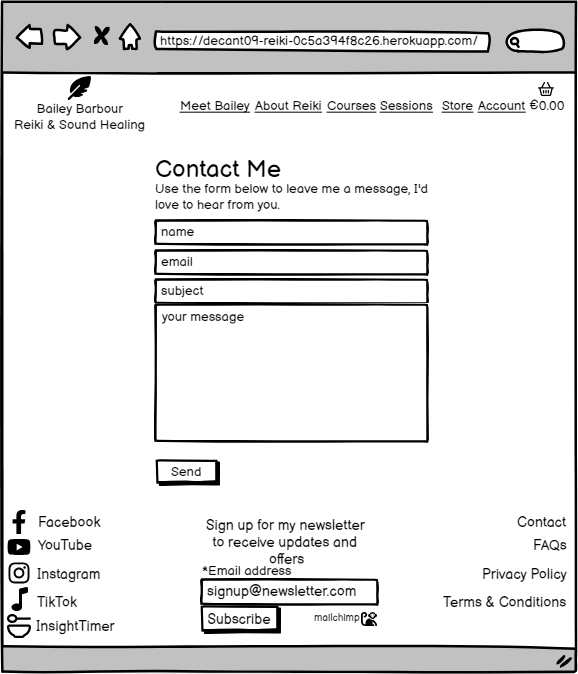 https://decant09-reiki-0c5a394f8c26.herokuapp.com/
Bailey Barbour
Reiki & Sound Healing
Meet Bailey About Reiki Courses Sessions Store Account €0.00
Contact Me
Use the form below to leave me a message, I'd
love to hear from you.
name
email
subject
your message
Send
Facebook
YouTube
Instagram
TikTok
InsightTimer
Sign up for my newsletter
to receive updates and
offers
*Email address
signup@newsletter.com
Subscribe
mailchimp
Contact
FAQs
Privacy Policy
Terms & Conditions